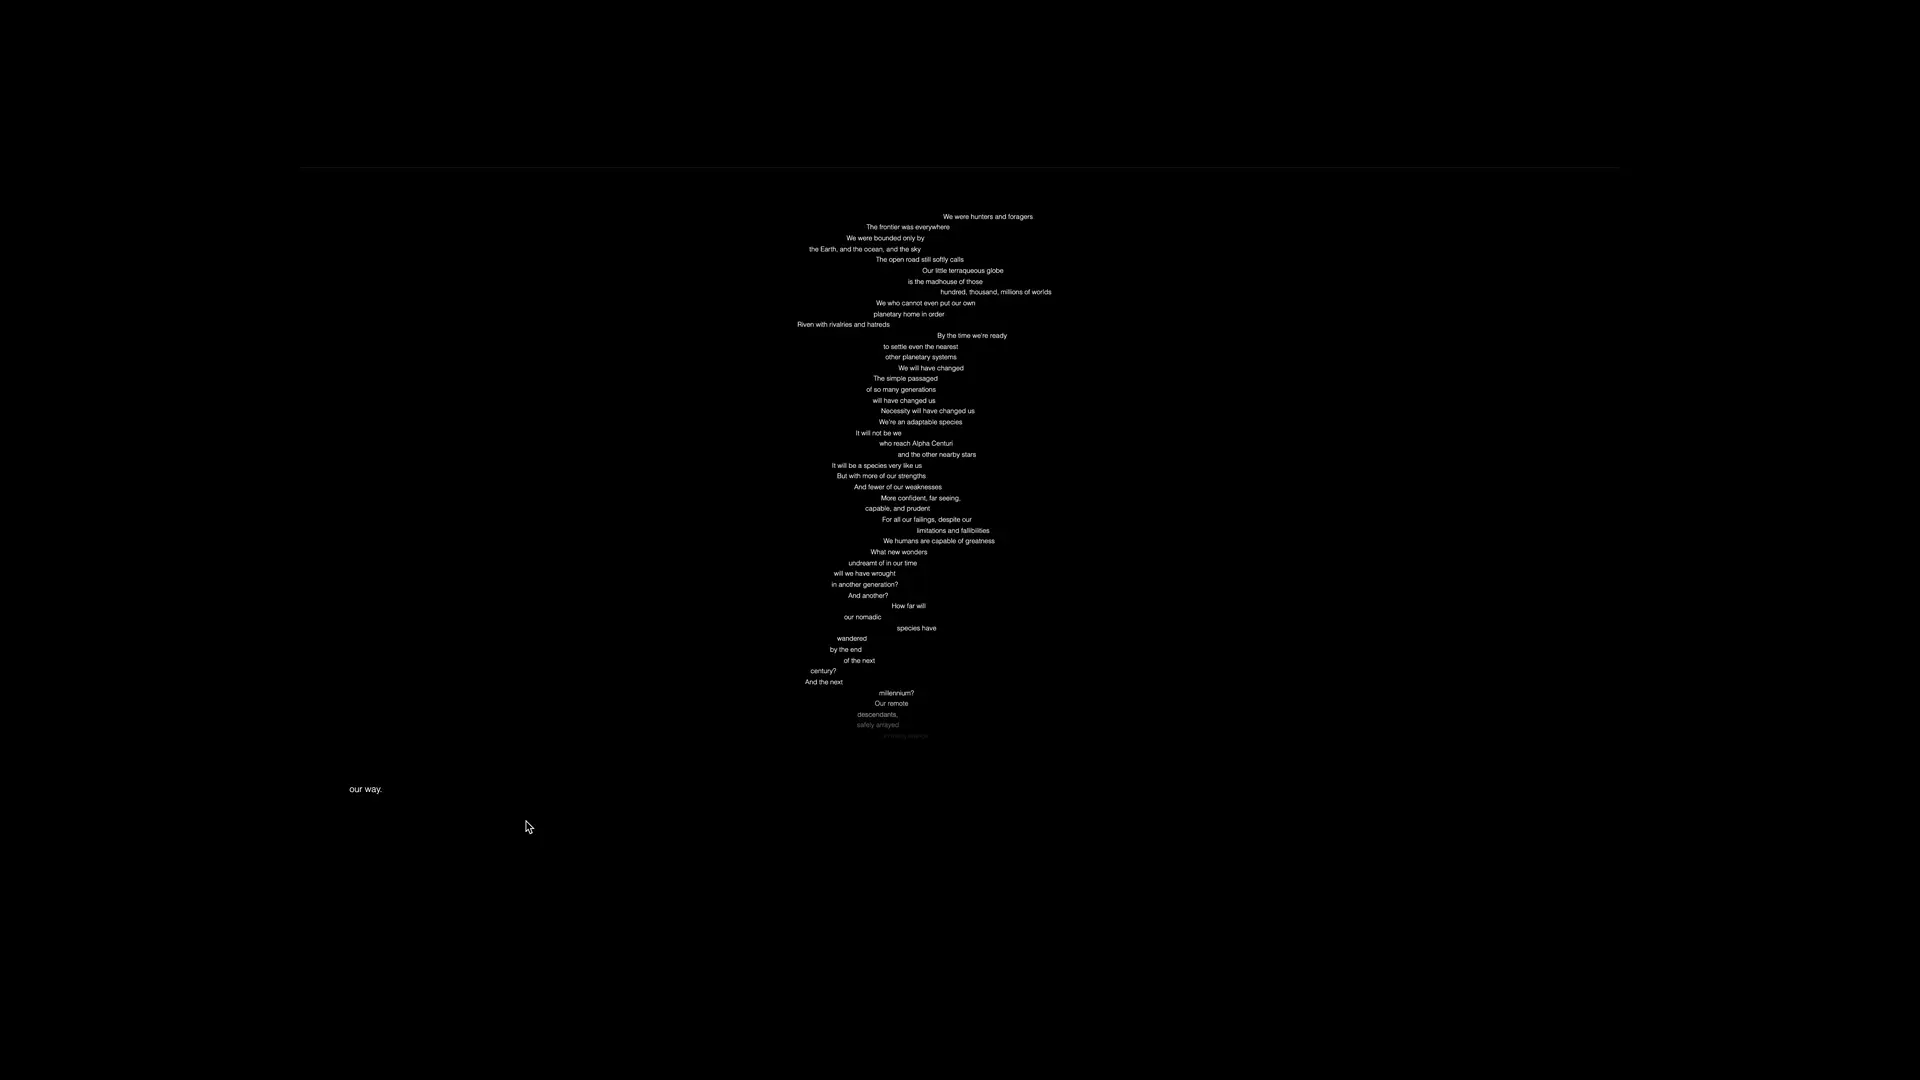 We were hunters and foragers
The frontier was everywhere
We were bounded only by
the Earth, and the ocean, and the sky
The open road still softly calls
Our little terraqueous globe
is the madhouse of those
hundred, thousand, millions of worlds
We who cannot even put our own
planetary home in order
Riven with rivalries and hatreds
By the time we're ready
to settle even the nearest
other planetary systems
We will have changed
The simple passaged
of so many generations
will have changed us
Necessity will have changed us
We're an adaptable species
It will not be we
who reach Alpha Centuri
and the other nearby stars
It will be a species very like us
But with more of our strengths
And fewer of our weaknesses
More confident, far seeing,
capable, and prudent
For all our failings, despite our
limitations and fallibilities
We humans are capable of greatness
What new wonders
undreamt of in our time
will we have wrought
in another generation?
And another?
How far will
our nomadic
species have
wandered
by the end
of the next
century?
And the next
millennium?
Our remote
descendants,
safely arrayed
our way.